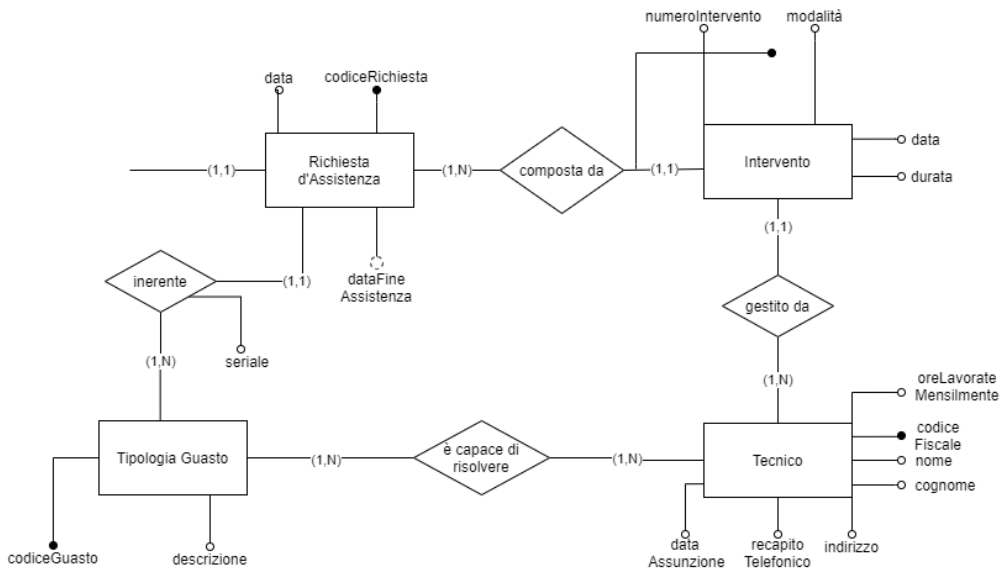 numeroIntervento
modalità
data
codiceRichiesta
(1,1)
Richiesta
d'Assistenza
(1,N)
composta da
(1,1)
Intervento
data
durata
(1,1)
inerente
(1,1)
dataFine
Assistenza
gestito da
(1,N)
seriale
(1,N)
oreLavorate
Mensilmente
codice
Fiscale
Tipologia Guasto
(1,N)
è capace di
risolvere
(1,N)
Tecnico
nome
cognome
codiceGuasto
descrizione
data
Assunzione
recapito
Telefonico
indirizzo